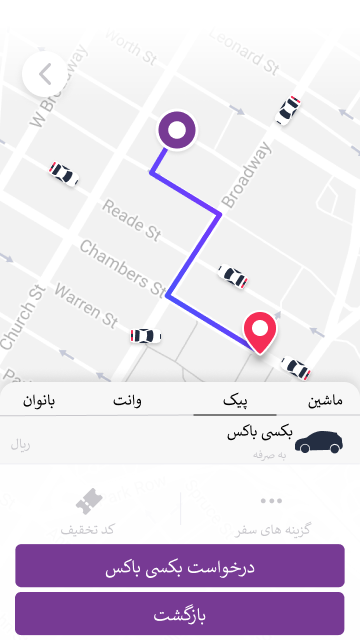 Worth St
Leonard St
W Broadway
Broadway
Reade St
Chambers St
Warren St
Church St
ماشین
پیک
وانت
بانوان
بکسی باکس
به صرفه
ریال
گزینه های سفر
کد تخفیف
درخواست بکسی باکس
بازگشت